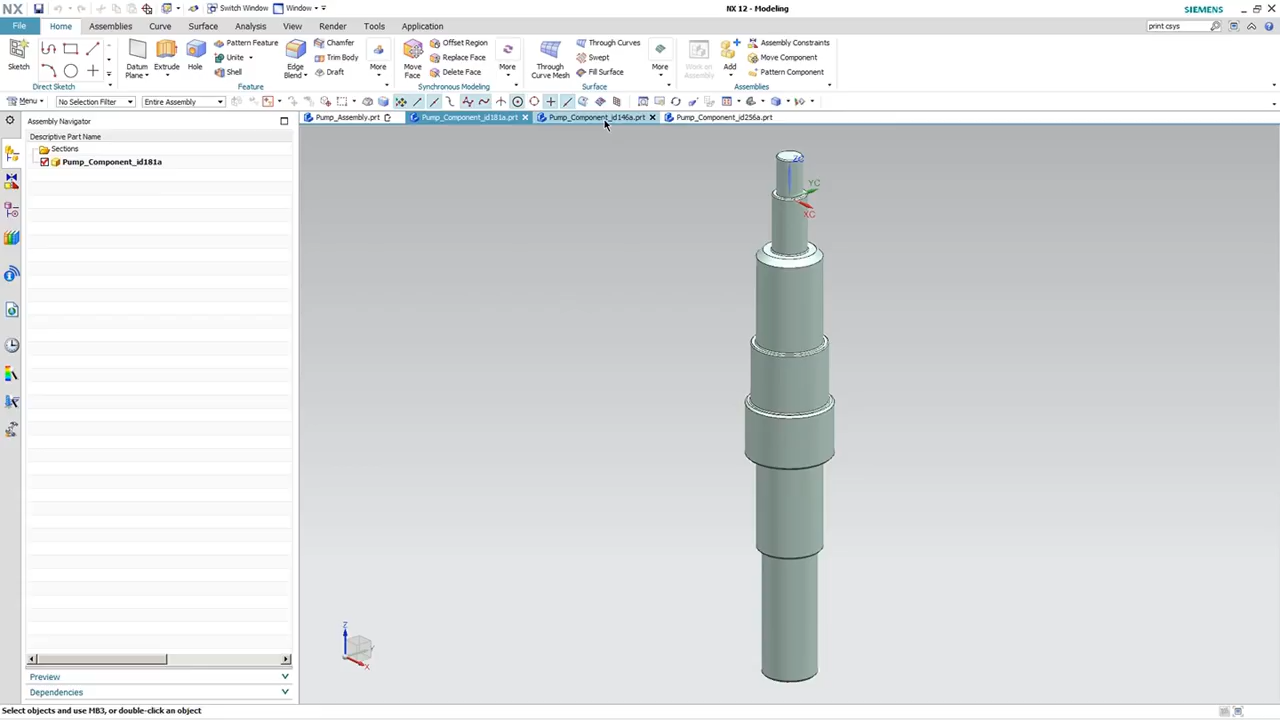 NX
Switch Window
Window
NX 12 - Modeling
SIEMENS
File
Home
Assemblies
Curve
Surface
Analysis
View
Render
Tools
Application
print csys
Sketch
Direct Sketch
Datum Plane
Extrude
Hole
Pattern Feature
Unite
Shell
Edge Blend
Chamfer
Trim Body
Draft
More
Feature
Move Face
Offset Region
Replace Face
Delete Face
More
Synchronous Modeling
Through Curve Mesh
Through Curves
Swept
Fill Surface
More
Surface
Work on Assembly
Add
Assembly Constraints
Move Component
Pattern Component
Assemblies
Menu
No Selection Filter
Entire Assembly
Assembly Navigator
Pump_Assembly.prt
Pump_Component_id181a.prt
Pump_Component_id146a.prt
Pump_Component_id256a.prt
Descriptive Part Name
Sections
Pump_Component_id181a
ZC
YC
XC
Z
Y
X
Preview
Dependencies
Select objects and use MB3, or double-click an object